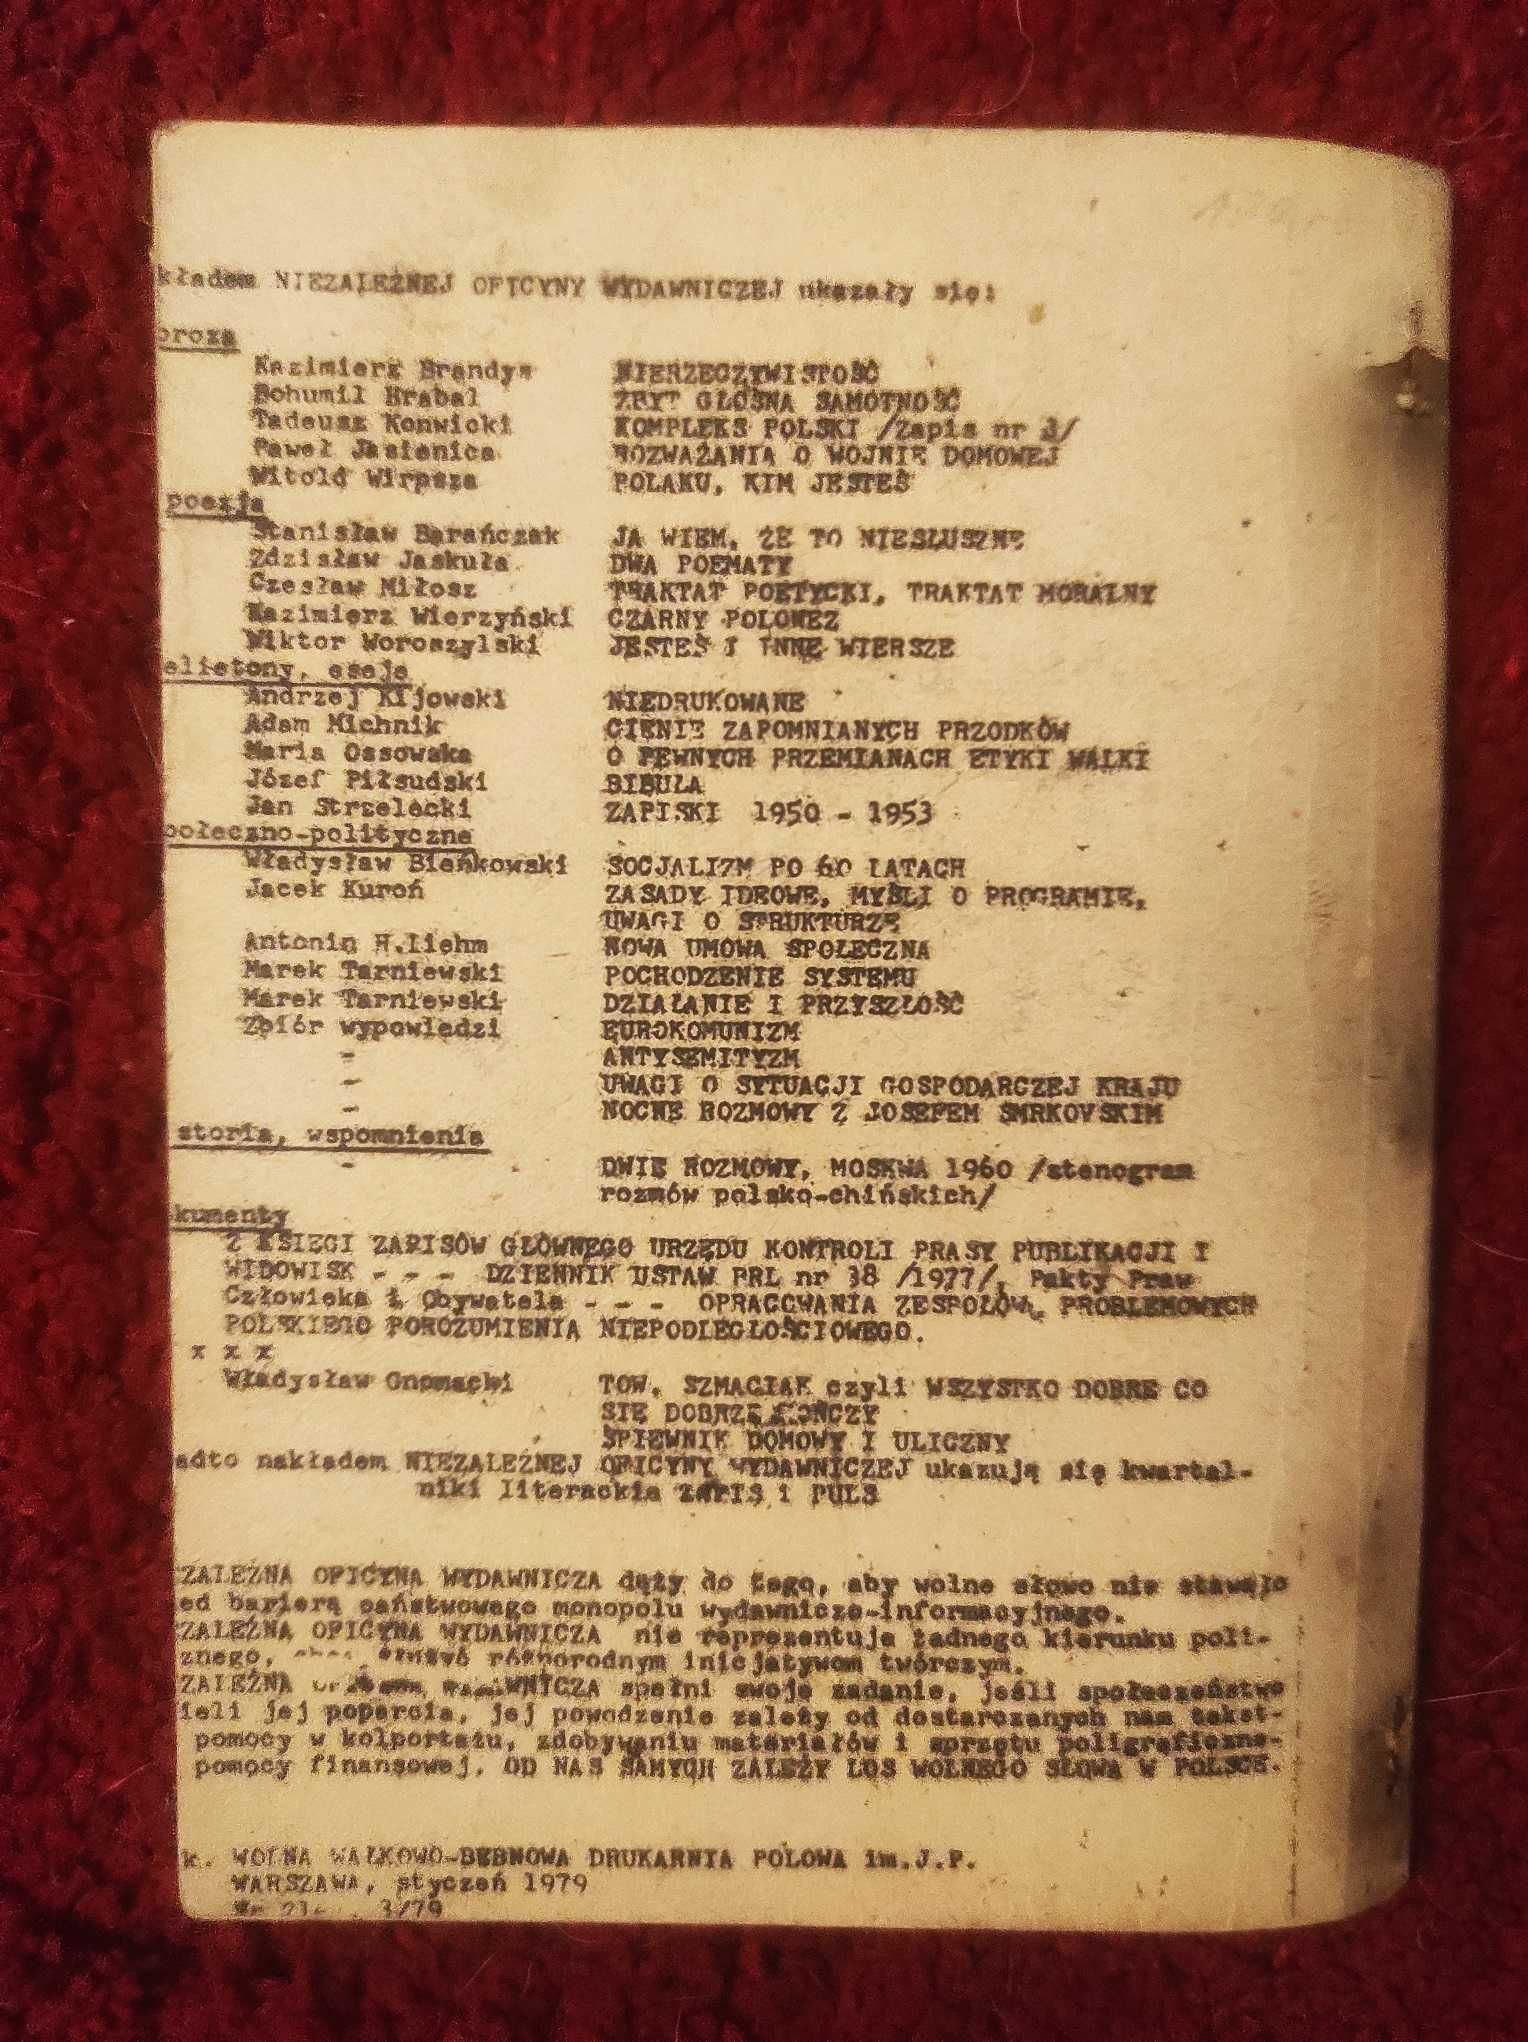 kładem NIEZALEŻNEJ OFICYNY WYDAWNICZEJ ukazały się:
proza
Kazimierz Brandys NIERZECZYWISTOŚĆ
Bohumil Hrabal ZBYT GŁOŚNA SAMOTNOŚĆ
Tadeusz Konwicki KOMPLEKS POLSKI /Zapis nr 3/
Paweł Jasienica ROZWAŻANIA O WOJNIE DOMOWEJ
Witold Wirpsza POLAKU, KIM JESTEŚ
poezja
Stanisław Barańczak JA WIEM, ŻE TO NIESŁUSZNE
Zdzisław Jaskuła DWA POEMATY
Czesław Miłosz TRAKTAT POETYCKI, TRAKTAT MORALNY
Kazimierz Wierzyński CZARNY POLONEZ
Wiktor Woroszylski JESTEŚ I INNE WIERSZE
elietony, eseje
Andrzej Kijowski NIEDRUKOWANE
Adam Michnik CIENIE ZAPOMNIANYCH PRZODKÓW
Maria Ossowska O PEWNYCH PRZEMIANACH ETYKI WALKI
Józef Piłsudski BIBUŁA
Jan Strzelecki ZAPISKI 1950 - 1953
połeczno-polityczne
Władysław Bieńkowski SOCJALIZM PO 60 LATACH
Jacek Kuroń ZASADY IDEOWE, MYŚLI O PROGRAMIE,
UWAGI O STRUKTURZE
Antonin H.Liehm NOWA UMOWA SPOŁECZNA
Marek Tarniewski POCHODZENIE SYSTEMU
Marek Tarniewski DZIAŁANIE I PRZYSZŁOŚĆ
Zbiór wypowiedzi EUROKOMUNIZM
- ANTYSEMITYZM
- UWAGI O SYTUACJI GOSPODARCZEJ KRAJU
- NOCNE ROZMOWY Z JOSEFEM SMRKOVSKIM
storia, wspomnienia
- DWIE ROZMOWY, MOSKWA 1960 /stenogram
rozmów polsko-chińskich/
kumenty
Z KSIĘGI ZAPISÓW GŁÓWNEGO URZĘDU KONTROLI PRASY PUBLIKACJI I
WIDOWISK - - - DZIENNIK USTAW PRL nr 38 /1977/, Pakty Praw
Człowieka i Obywatela - - - OPRACOWANIA ZESPOŁÓW PROBLEMOWYCH
POLSKIEGO POROZUMIENIA NIEPODLEGŁOŚCIOWEGO.
x x x
Władysław Gnomacki TOW. SZMACIAK czyli WSZYSTKO DOBRE CO
SIĘ DOBRZE KOŃCZY
ŚPIEWNIK DOMOWY I ULICZNY
adto nakładem NIEZALEŻNEJ OFICYNY WYDAWNICZEJ ukazują się kwartal-
niki literackie ZAPIS i PULS
ZALEŻNA OFICYNA WYDAWNICZA dąży do tego, aby wolne słowo nie stawało
ed barierą państwowego monopolu wydawniczo-informacyjnego.
ZALEŻNA OFICYNA WYDAWNICZA nie reprezentuje żadnego kierunku poli-
znego, służyć różnorodnym inicjatywom twórczym.
ZALEŻNA spełni swoje zadanie, jeśli społeczeństwo
ieli jej poparcia, jej powodzenie zależy od dostarczanych nam tekst-
pomocy w kolportażu, zdobywaniu materiałów i sprzętu poligraficzne-
pomocy finansowej. OD NAS SAMYCH ZALEŻY LOS WOLNEGO SŁOWA W POLSCE.
k. WOLNA WAŁKOWO-BĘBNOWA DRUKARNIA POLOWA im.J.P.
WARSZAWA, styczeń 1979
3/79